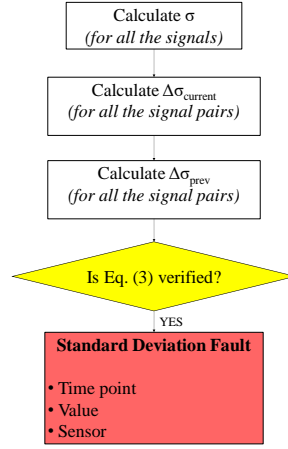 Calculate σ
(for all the signals)
Calculate Δσcurrent
(for all the signal pairs)
Calculate Δσprev
(for all the signal pairs)
Is Eq. (3) verified?
YES
Standard Deviation Fault
• Time point
• Value
• Sensor